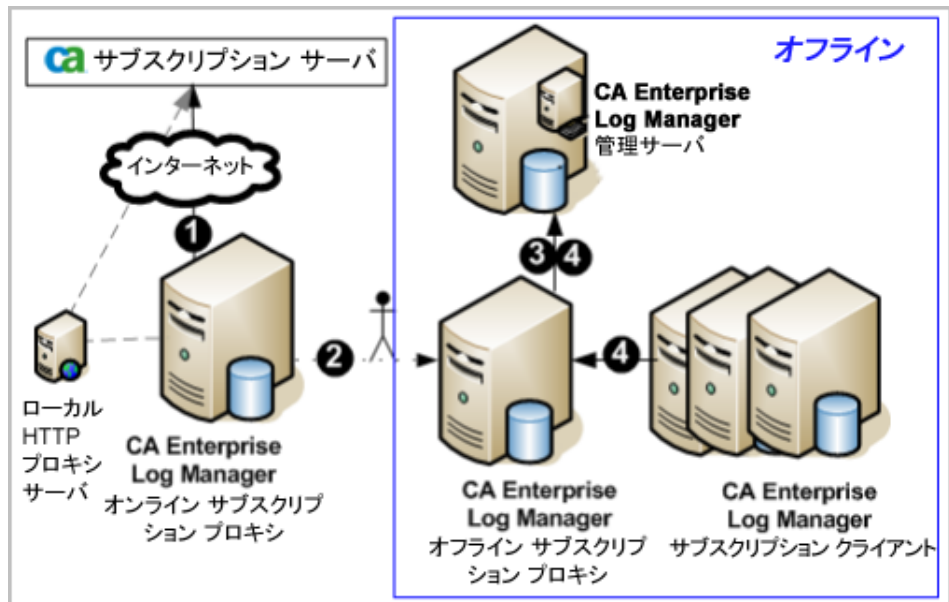 ca サブスクリプション サーバ
インターネット
1
2
ローカル
HTTP
プロキシ
サーバ
CA Enterprise
Log Manager
オンライン サブスクリプ
ション プロキシ
オフライン
CA Enterprise
Log Manager
管理サーバ
3 4
4
CA Enterprise
Log Manager
オフライン サブスクリプ
ション プロキシ
CA Enterprise
Log Manager
サブスクリプション クライアント